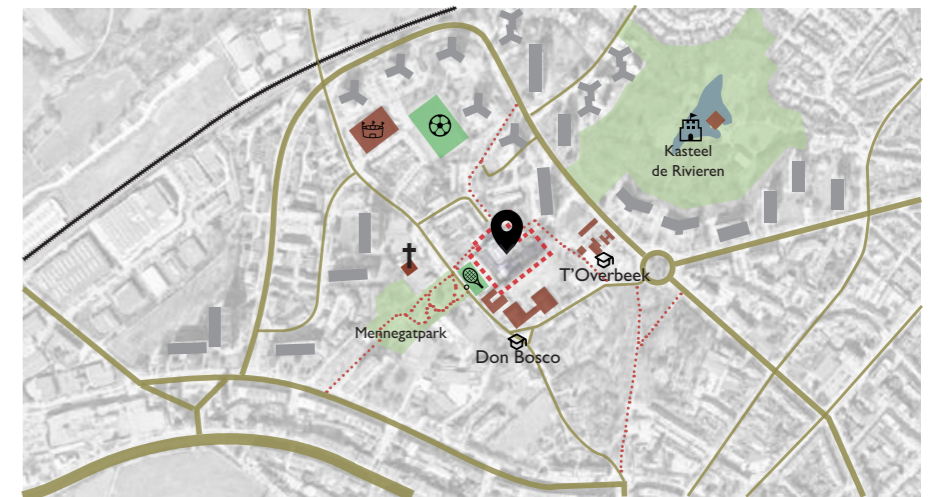 Kasteel
de Rivieren
T'Overbeek
Mennegatpark
Don Bosco